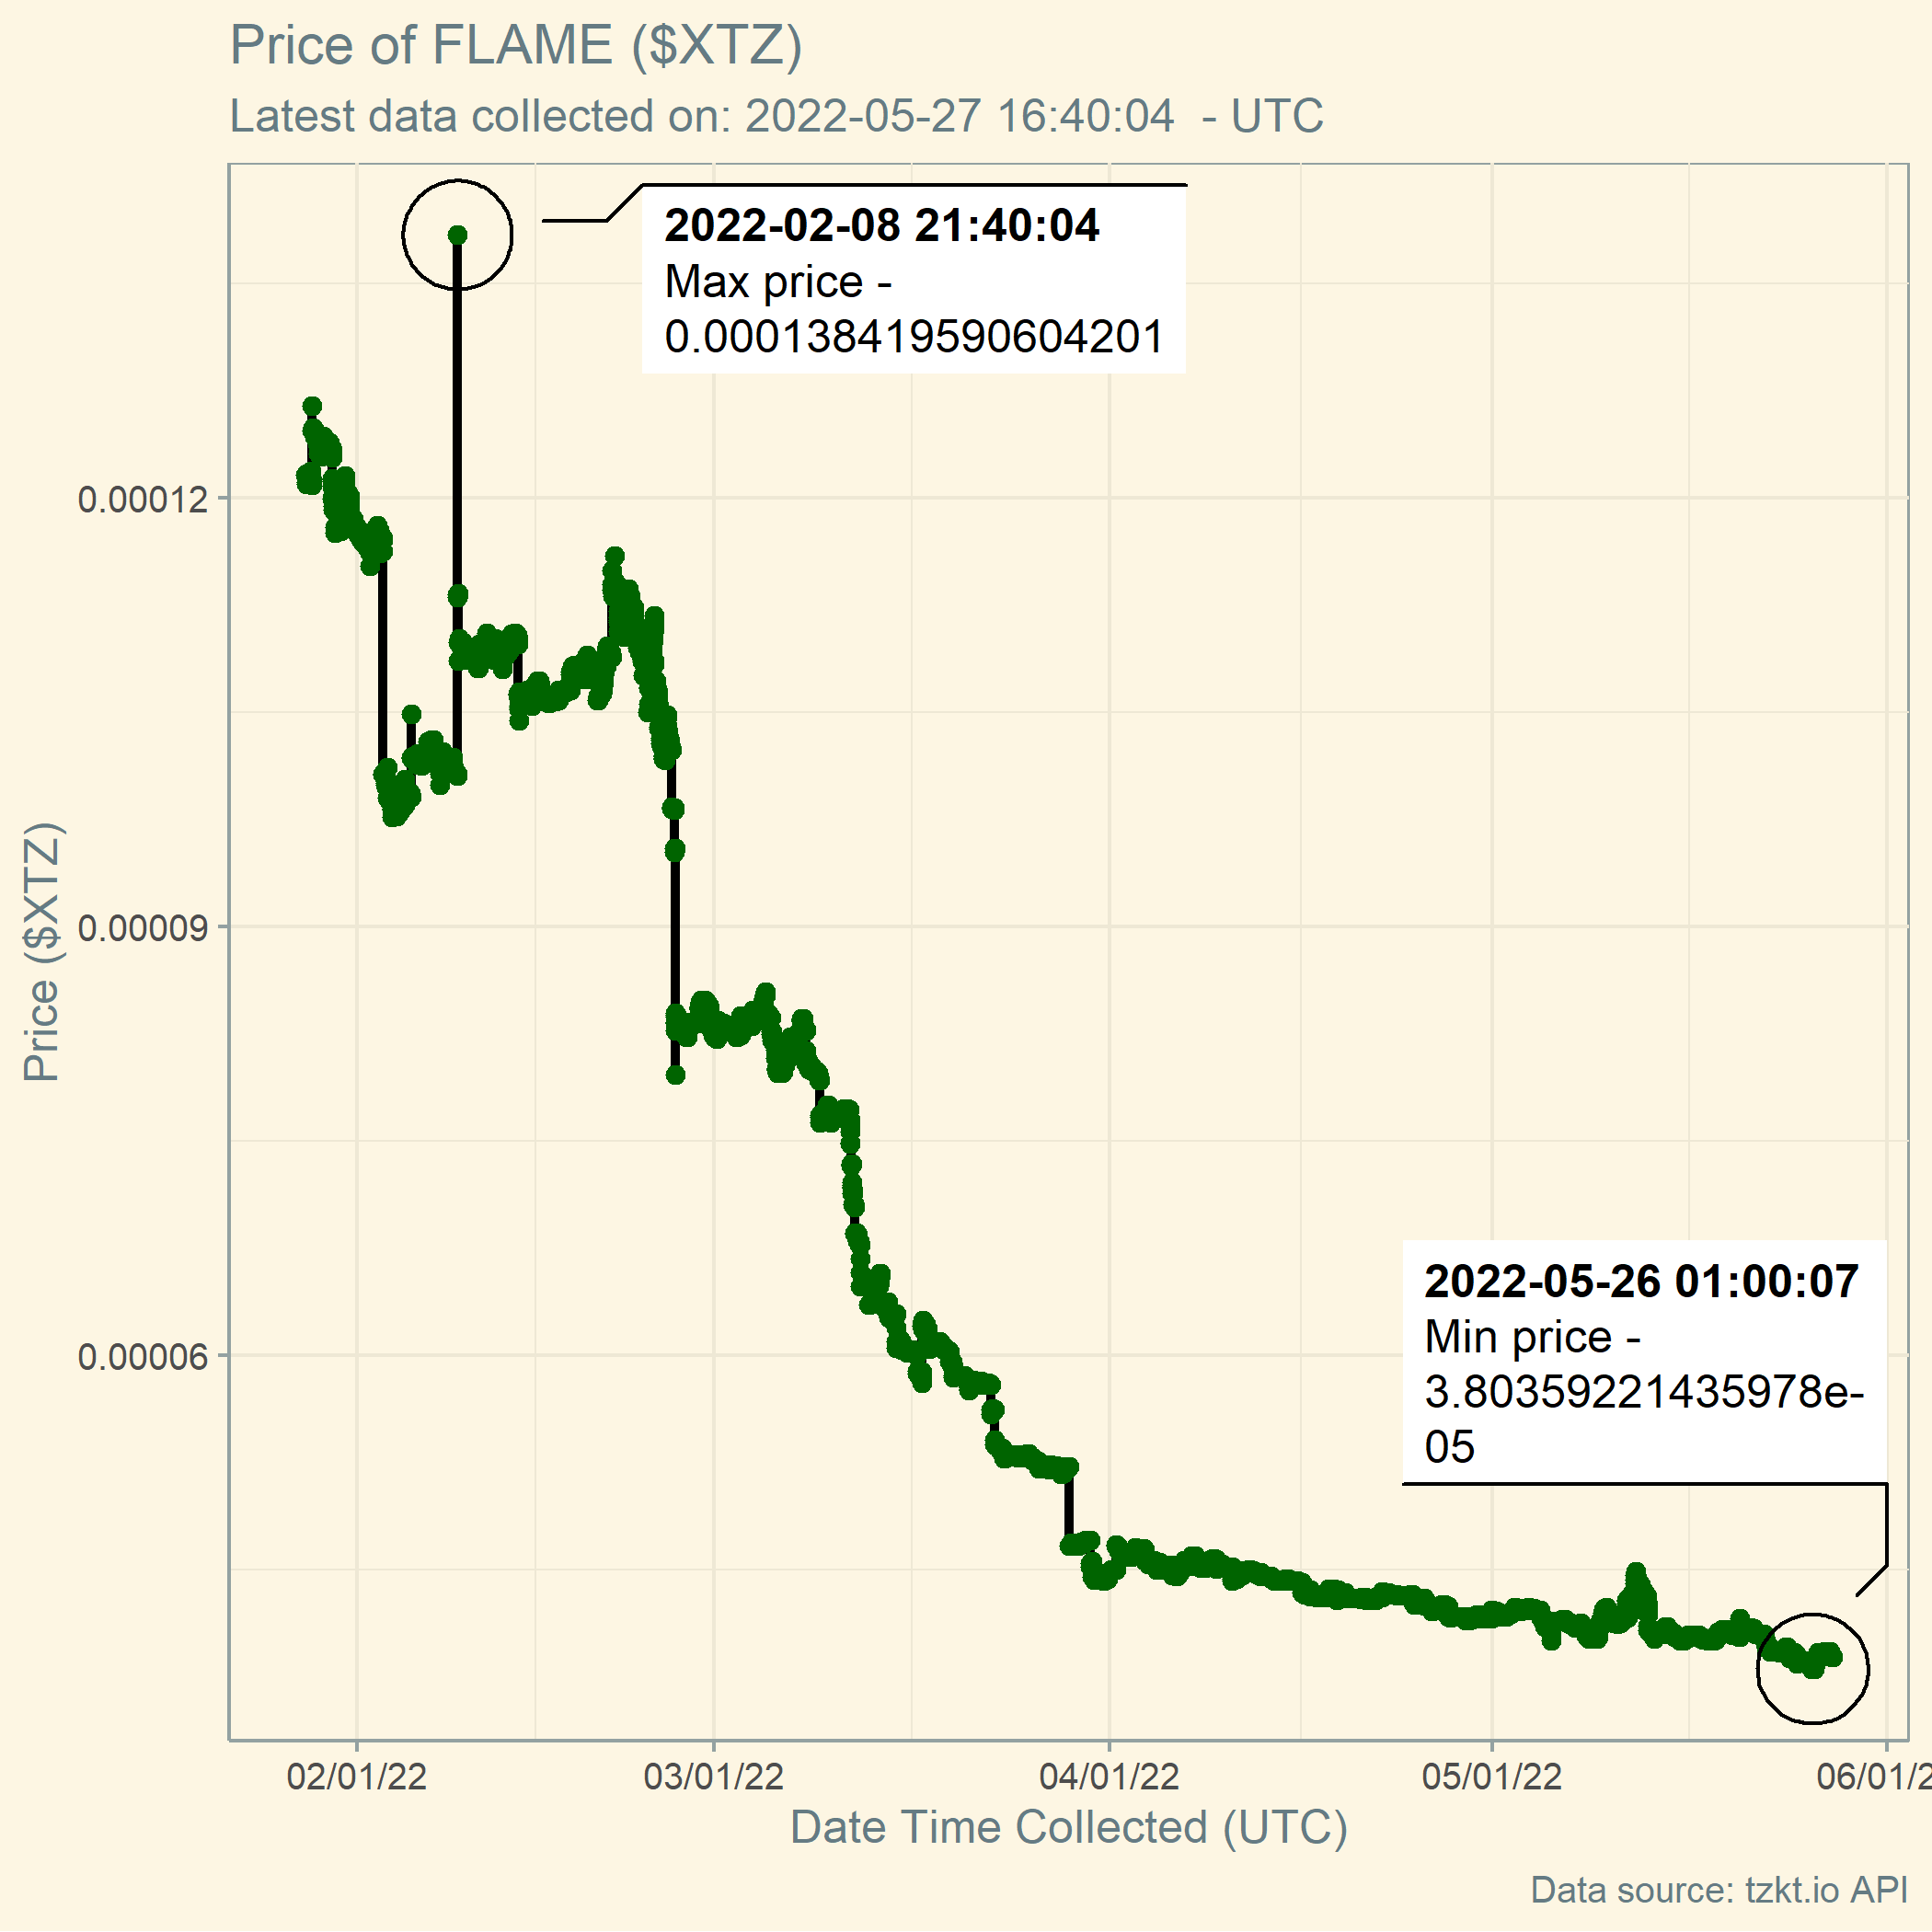 Price of FLAME ($XTZ)
Latest data collected on: 2022-05-27 16:40:04  - UTC
2022-02-08 21:40:04
Max price -
0.000138419590604201
0.00012
0.00009
0.00006
Price ($XTZ)
2022-05-26 01:00:07
Min price -
3.80359221435978e-
05
02/01/22
03/01/22
04/01/22
05/01/22
06/01/2
Date Time Collected (UTC)
Data source: tzkt.io API